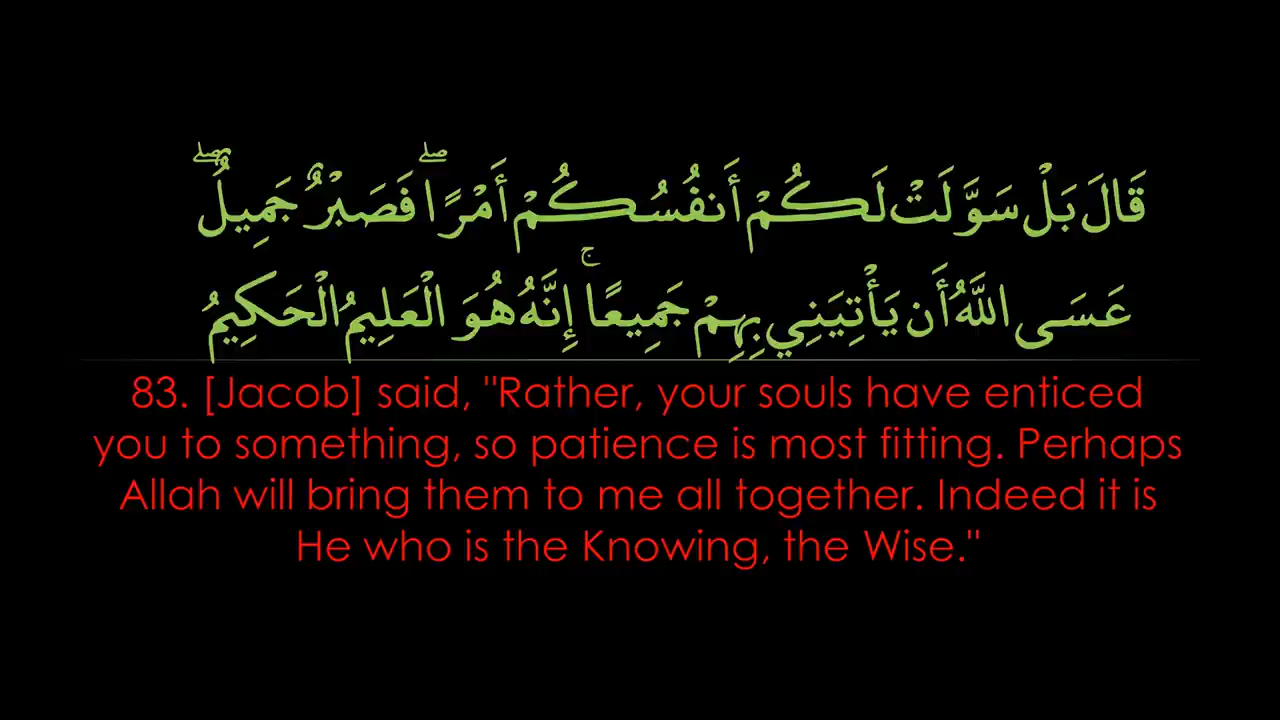 قَالَ بَلْ سَوَّلَتْ لَكُمْ أَنفُسُكُمْ أَمْرًا ۖ فَصَبْرٌ جَمِيلٌ ۖ
عَسَى اللَّهُ أَن يَأْتِيَنِي بِهِمْ جَمِيعًا ۚ إِنَّهُ هُوَ الْعَلِيمُ الْحَكِيمُ
83. [Jacob] said, "Rather, your souls have enticed
you to something, so patience is most fitting. Perhaps
Allah will bring them to me all together. Indeed it is
He who is the Knowing, the Wise."